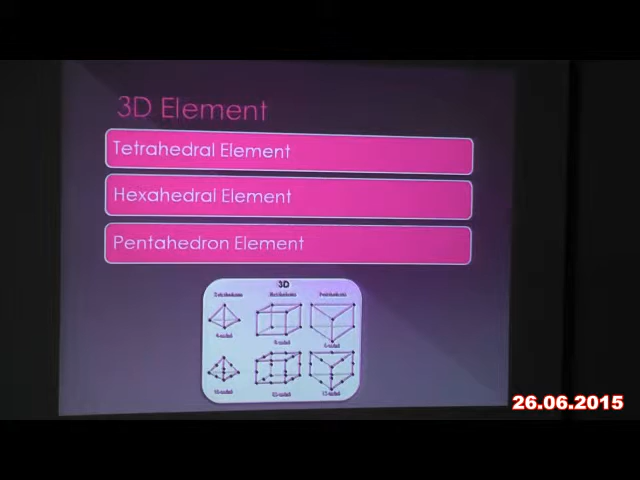 3D Element
Tetrahedral Element
Hexahedral Element
Pentahedron Element
3D
26.06.2015